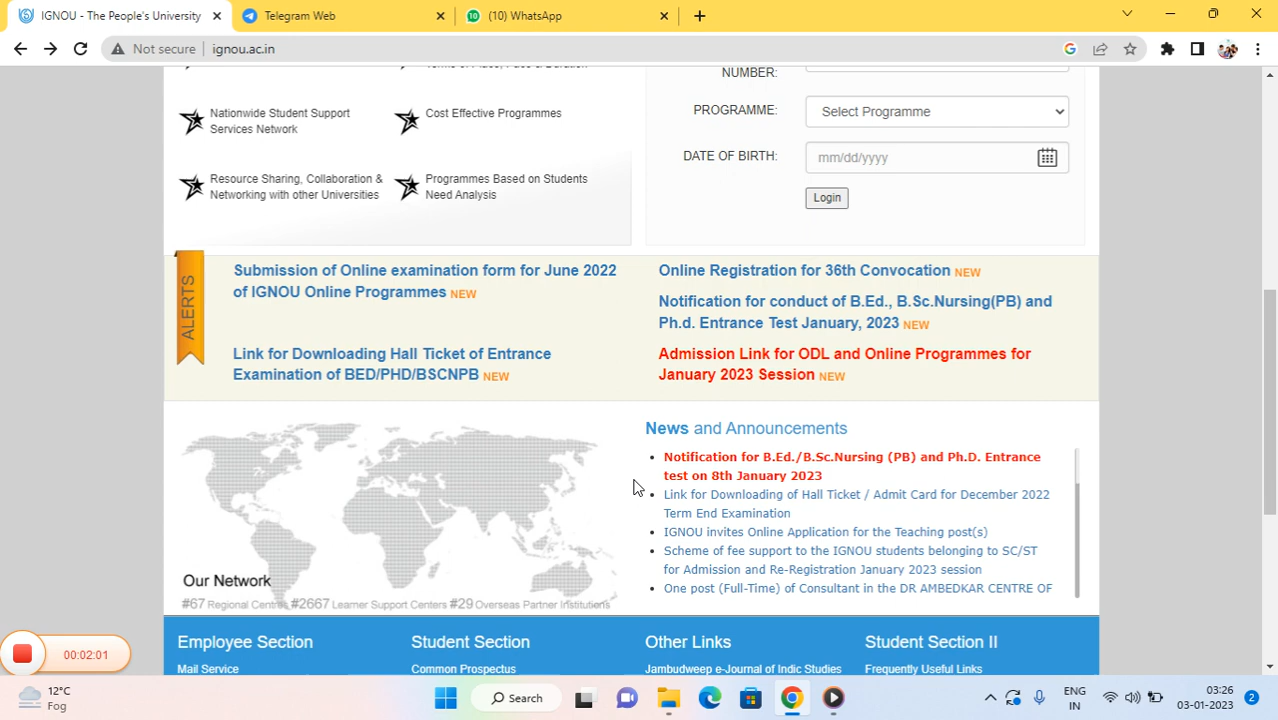 IGNOU - The People's University
Telegram Web
(10) WhatsApp
Not secure
ignou.ac.in
Terms of Place, Pace & Duration
NUMBER:
Nationwide Student Support
Services Network
Cost Effective Programmes
PROGRAMME:
Select Programme
DATE OF BIRTH:
mm/dd/yyyy
Resource Sharing, Collaboration &
Networking with other Universities
Programmes Based on Students
Need Analysis
Login
ALERTS
Submission of Online examination form for June 2022
of IGNOU Online Programmes NEW
Link for Downloading Hall Ticket of Entrance
Examination of BED/PHD/BSCNPB NEW
Online Registration for 36th Convocation NEW
Notification for conduct of B.Ed., B.Sc.Nursing(PB) and
Ph.d. Entrance Test January, 2023 NEW
Admission Link for ODL and Online Programmes for
January 2023 Session NEW
News and Announcements
Notification for B.Ed./B.Sc.Nursing (PB) and Ph.D. Entrance
test on 8th January 2023
Link for Downloading of Hall Ticket / Admit Card for December 2022
Term End Examination
IGNOU invites Online Application for the Teaching post(s)
Scheme of fee support to the IGNOU students belonging to SC/ST
for Admission and Re-Registration January 2023 session
One post (Full-Time) of Consultant in the DR AMBEDKAR CENTRE OF
Our Network
#67 Regional Centres #2667 Learner Support Centers #29 Overseas Partner Institutions
Employee Section
Student Section
Other Links
Student Section II
Mail Service
Common Prospectus
Jambudweep e-Journal of Indic Studies
Frequently Useful Links
00:02:01
12°C
Fog
Search
ENG
IN
03:26
03-01-2023
2